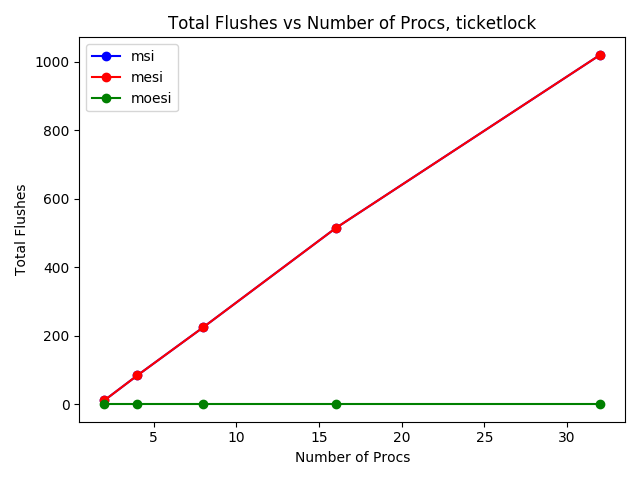 Total Flushes vs Number of Procs, ticketlock
msi
mesi
moesi
Total Flushes
1000
800
600
400
200
0
5
10
15
20
25
30
Number of Procs